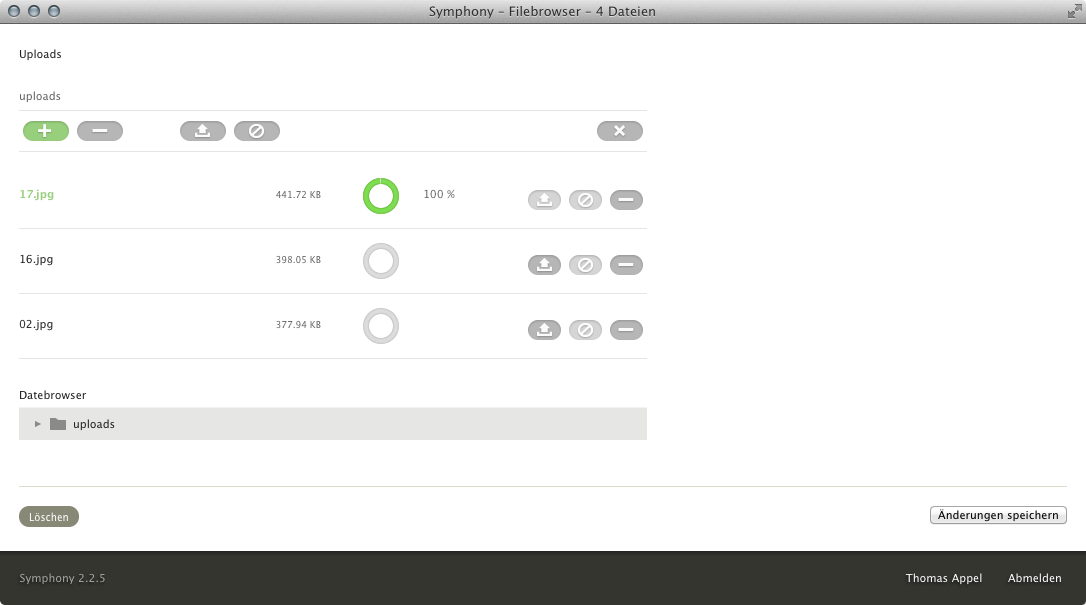 Symphony – Filebrowser – 4 Dateien
Uploads
uploads
17.jpg 441.72 KB 100 %
16.jpg 398.05 KB
02.jpg 377.94 KB
Datebrowser
uploads
Löschen Änderungen speichern
Symphony 2.2.5 Thomas Appel Abmelden